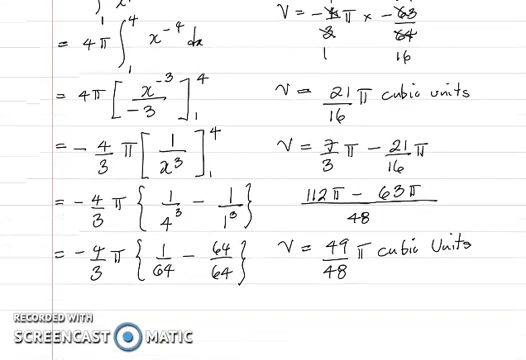 = 4π ∫₁⁴ x⁻⁴ dx
= 4π [ x⁻³ / -3 ]₁⁴
= - 4/3 π [ 1/x³ ]₁⁴
= - 4/3 π { 1/4³ - 1/1³ }
= - 4/3 π { 1/64 - 64/64 }
V = - 4/3 π × - 63/64
1 16
V = 21/16 π cubic units
V = 7/3 π - 21/16 π
112π - 63π / 48
V = 49/48 π cubic Units
RECORDED WITH
SCREENCAST MATIC